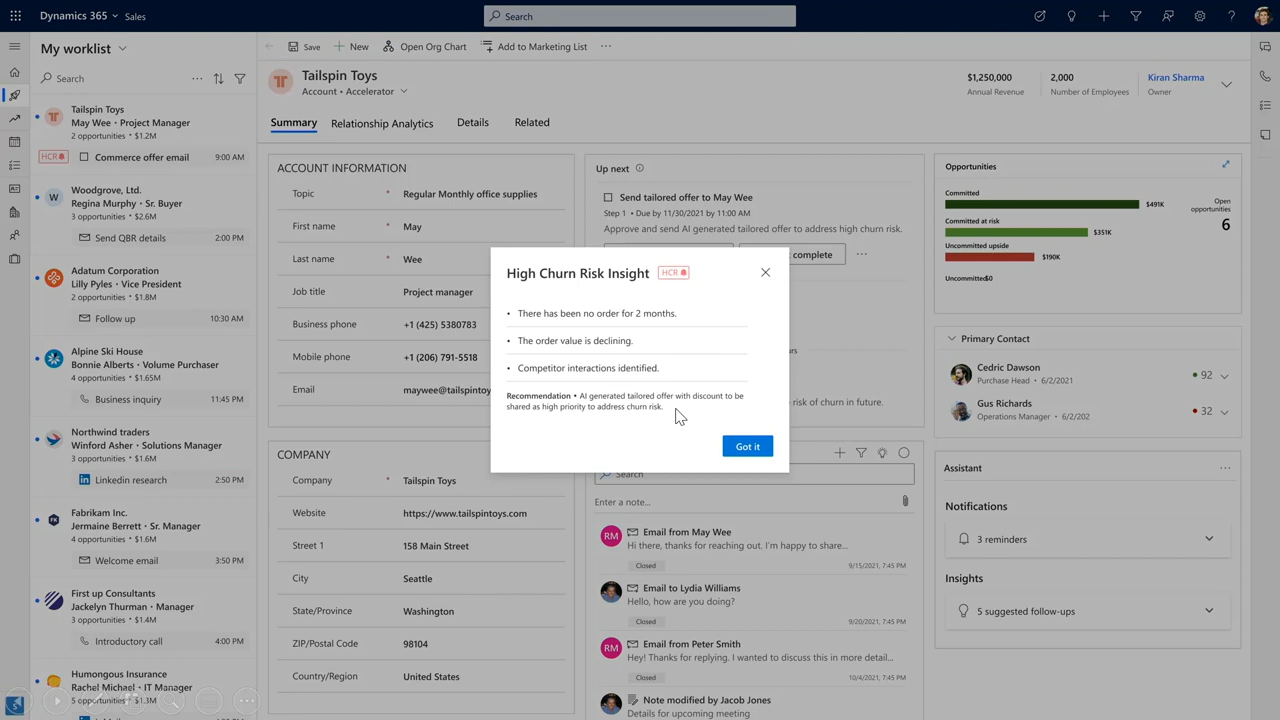 Dynamics 365
Sales
Search
My worklist
Search
Tailspin Toys
May Wee • Project Manager
2 opportunities • $1.2M
HCR
Commerce offer email
9:00 AM
W
Woodgrove, Ltd.
Regina Murphy • Sr. Buyer
3 opportunities • $2.6M
Send QBR details
2:00 PM
Adatum Corporation
Lilly Pyles • Vice President
2 opportunities • $1.8M
Follow up
10:30 AM
Alpine Ski House
Bonnie Alberts • Volume Purchaser
4 opportunities • $1.65M
Business inquiry
11:45 PM
Northwind traders
Winford Asher • Solutions Manager
3 opportunities • $1.6M
Linkedin research
2:50 PM
Fabrikam Inc.
Jermaine Berrett • Sr. Manager
4 opportunities • $1.6M
Welcome email
3:50 PM
First up Consultants
Jackelyn Thurman • Manager
3 opportunities • $1.4M
Introductory call
4:00 PM
Humongous Insurance
Rachel Michael • IT Manager
5 opportunities
Save
New
Open Org Chart
Add to Marketing List
Tailspin Toys
Account • Accelerator
$1,250,000
Annual Revenue
2,000
Number of Employees
Kiran Sharma
Owner
Summary
Relationship Analytics
Details
Related
ACCOUNT INFORMATION
Topic * Regular Monthly office supplies
First name * May
Last name * Wee
Job title * Project manager
Business phone +1 (425) 5380783
Mobile phone +1 (206) 791-5518
Email maywee@tailspinto
COMPANY
Company * Tailspin Toys
Website https://www.tailspintoys.com
Street 1 158 Main Street
City Seattle
State/Province Washington
ZIP/Postal Code 98104
Country/Region United States
Up next
Send tailored offer to May Wee
Step 1 • Due by 11/30/2021 by 11:00 AM
Approve and send AI generated tailored offer to address high churn risk.
complete
risk of churn in future.
High Churn Risk Insight
HCR
• There has been no order for 2 months.
• The order value is declining.
• Competitor interactions identified.
Recommendation • AI generated tailored offer with discount to be
shared as high priority to address churn risk.
Got it
Search
Enter a note...
RM
Email from May Wee
Hi there, thanks for reaching out. I'm happy to share...
Closed
9/15/2021, 7:45 PM
Email to Lydia Williams
Hello, how are you doing?
Closed
9/20/2021, 7:45 PM
RM
Email from Peter Smith
Hey! Thanks for replying. I wanted to discuss this in more detail...
Closed
10/4/2021, 7:45 PM
Note modified by Jacob Jones
Details for upcoming meeting
Opportunities
Committed
$491K
Committed at risk
$351K
Uncommitted upside
$190K
Uncommitted $0
Open
opportunities
6
Primary Contact
Cedric Dawson
Purchase Head • 6/2/2021
92
Gus Richards
Operations Manager • 6/2/202
32
Assistant
Notifications
3 reminders
Insights
5 suggested follow-ups